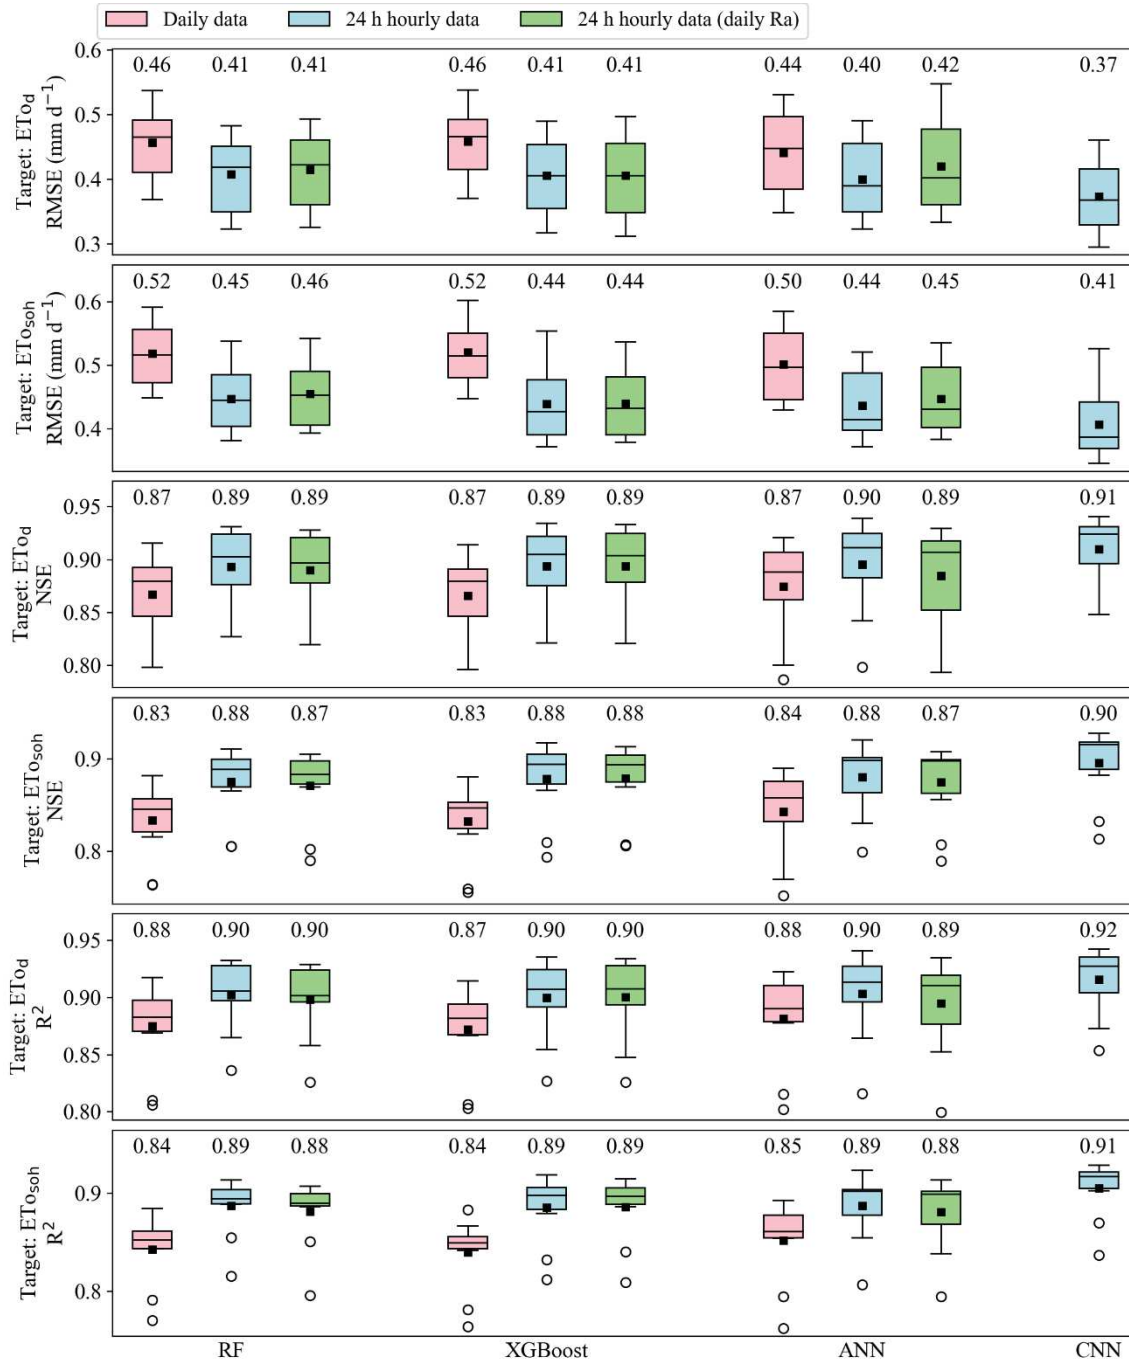 Daily data 24 h hourly data 24 h hourly data (daily Ra)
Target: ETo_d
RMSE (mm d⁻¹)
0.6
0.5
0.4
0.3
0.46 0.41 0.41 0.46 0.41 0.41 0.44 0.40 0.42 0.37
Target: ETo_soh
RMSE (mm d⁻¹)
0.6
0.5
0.4
0.52 0.45 0.46 0.52 0.44 0.44 0.50 0.44 0.45 0.41
Target: ETo_d
NSE
0.95
0.90
0.85
0.80
0.87 0.89 0.89 0.87 0.89 0.89 0.87 0.90 0.89 0.91
Target: ETo_soh
NSE
0.9
0.8
0.83 0.88 0.87 0.83 0.88 0.88 0.84 0.88 0.87 0.90
Target: ETo_d
R²
0.95
0.90
0.85
0.80
0.88 0.90 0.90 0.87 0.90 0.90 0.88 0.90 0.89 0.92
Target: ETo_soh
R²
0.9
0.8
0.84 0.89 0.88 0.84 0.89 0.89 0.85 0.89 0.88 0.91
RF XGBoost ANN CNN